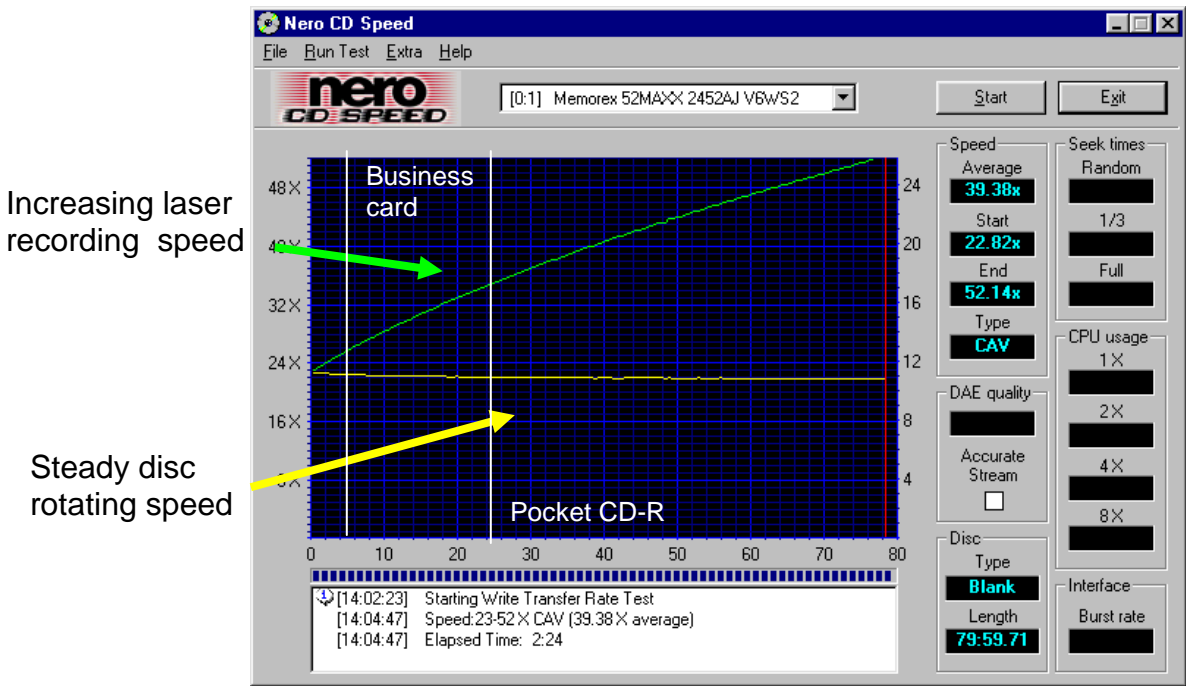 Nero CD Speed
File Run Test Extra Help
nero
CD SPEED
[0:1] Memorex 52MAXX 2452AJ V6WS2
Start
Exit
Increasing laser
recording speed
Steady disc
rotating speed
Business
card
Pocket CD-R
48X
32X
24X
16X
24
20
16
12
8
4
0 10 20 30 40 50 60 70 80
Speed
Average
39.38x
Start
22.82x
End
52.14x
Type
CAV
DAE quality
Accurate
Stream
Disc
Type
Blank
Length
79:59.71
Seek times
Random
1/3
Full
CPU usage
1X
2X
4X
8X
Interface
Burst rate
[14:02:23] Starting Write Transfer Rate Test
[14:04:47] Speed:23-52 X CAV (39.38 X average)
[14:04:47] Elapsed Time: 2:24